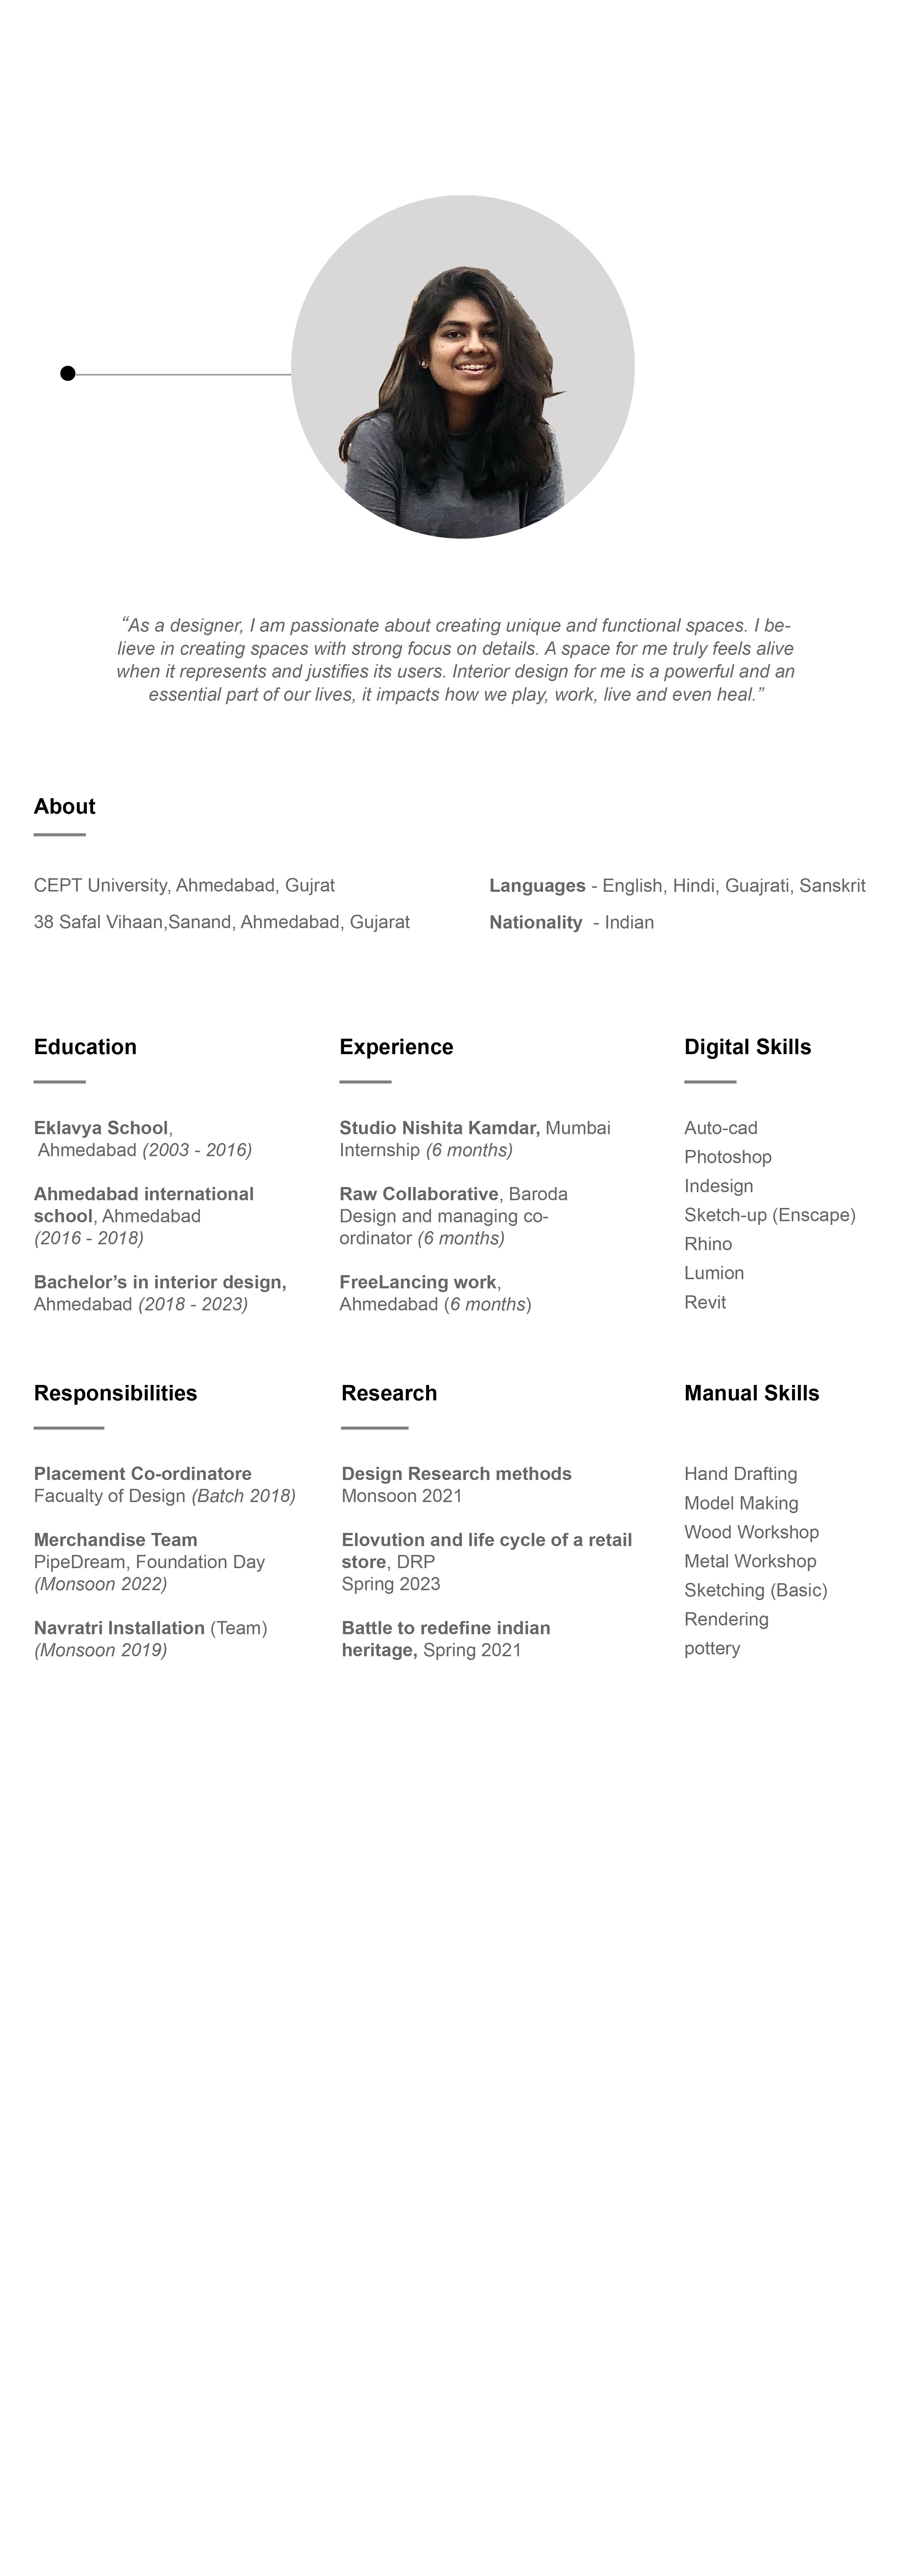 “As a designer, I am passionate about creating unique and functional spaces. I be-
lieve in creating spaces with strong focus on details. A space for me truly feels alive
when it represents and justifies its users. Interior design for me is a powerful and an
essential part of our lives, it impacts how we play, work, live and even heal.”
About
CEPT University, Ahmedabad, Gujrat
38 Safal Vihaan,Sanand, Ahmedabad, Gujarat
Languages - English, Hindi, Guajrati, Sanskrit
Nationality - Indian
Education
Eklavya School,
Ahmedabad (2003 - 2016)
Ahmedabad international
school, Ahmedabad
(2016 - 2018)
Bachelor’s in interior design,
Ahmedabad (2018 - 2023)
Experience
Studio Nishita Kamdar, Mumbai
Internship (6 months)
Raw Collaborative, Baroda
Design and managing co-
ordinator (6 months)
FreeLancing work,
Ahmedabad (6 months)
Digital Skills
Auto-cad
Photoshop
Indesign
Sketch-up (Enscape)
Rhino
Lumion
Revit
Responsibilities
Placement Co-ordinatore
Facualty of Design (Batch 2018)
Merchandise Team
PipeDream, Foundation Day
(Monsoon 2022)
Navratri Installation (Team)
(Monsoon 2019)
Research
Design Research methods
Monsoon 2021
Elovution and life cycle of a retail
store, DRP
Spring 2023
Battle to redefine indian
heritage, Spring 2021
Manual Skills
Hand Drafting
Model Making
Wood Workshop
Metal Workshop
Sketching (Basic)
Rendering
pottery